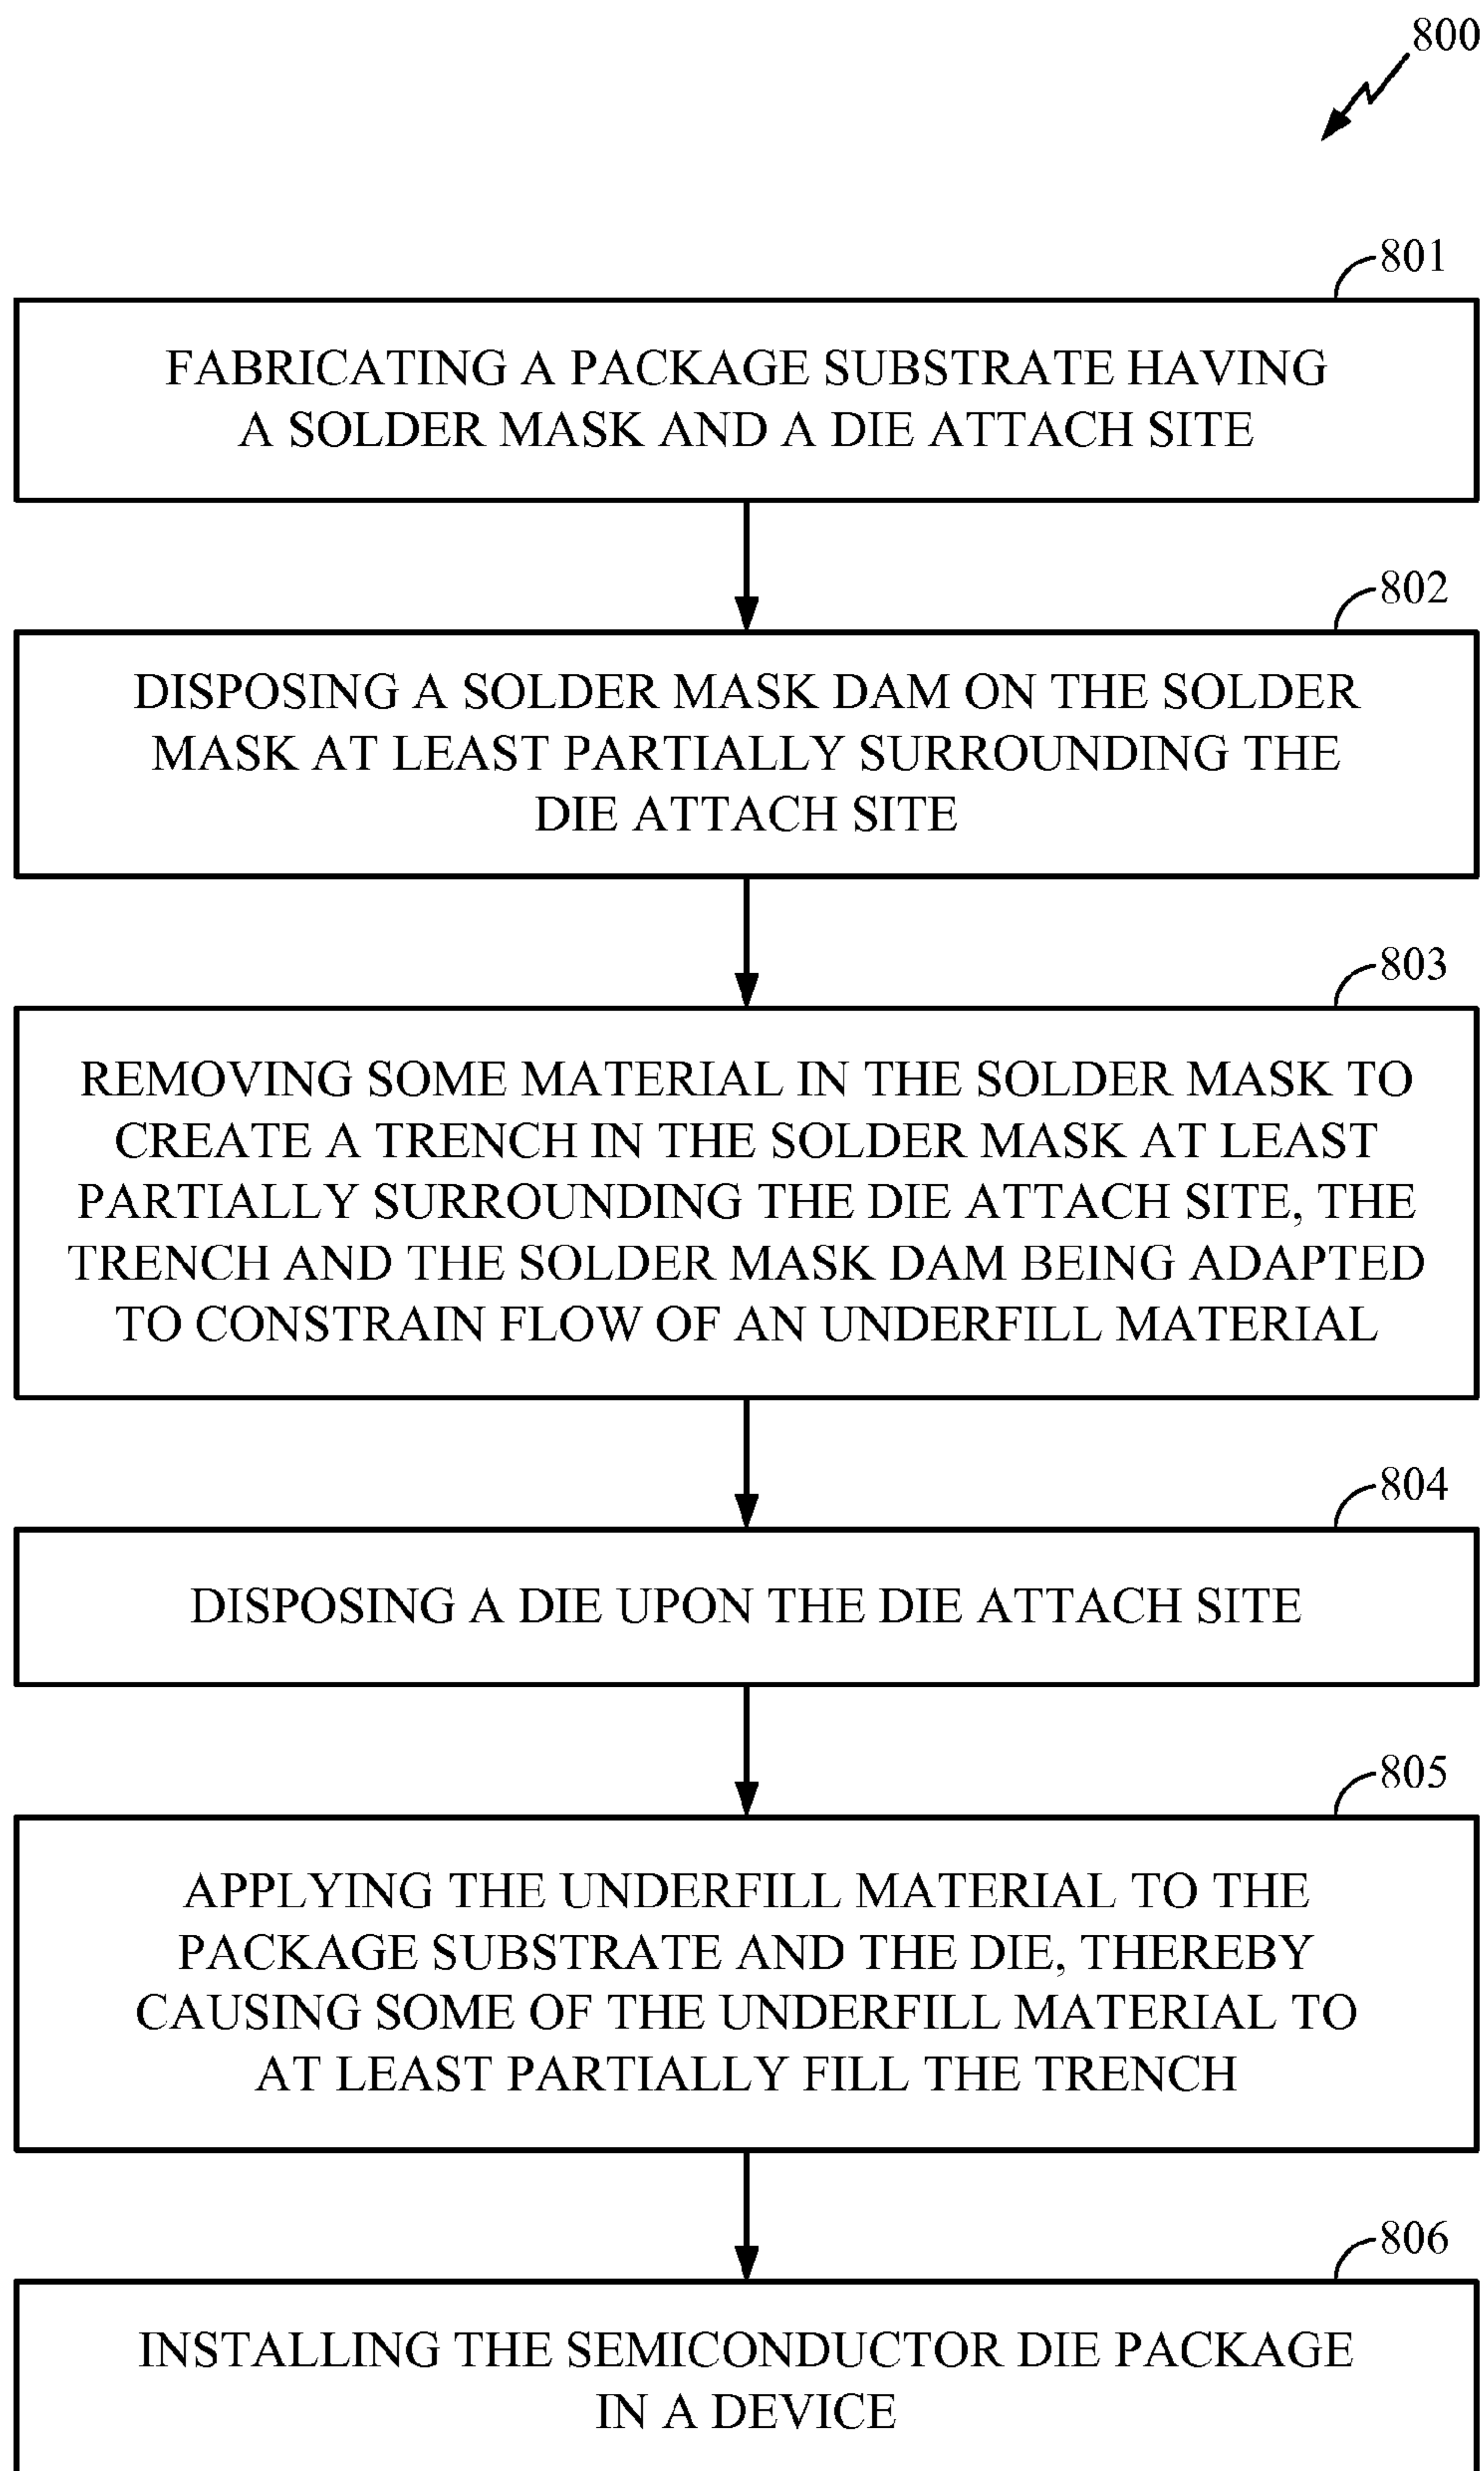 800
801
FABRICATING A PACKAGE SUBSTRATE HAVING
A SOLDER MASK AND A DIE ATTACH SITE
802
DISPOSING A SOLDER MASK DAM ON THE SOLDER
MASK AT LEAST PARTIALLY SURROUNDING THE
DIE ATTACH SITE
803
REMOVING SOME MATERIAL IN THE SOLDER MASK TO
CREATE A TRENCH IN THE SOLDER MASK AT LEAST
PARTIALLY SURROUNDING THE DIE ATTACH SITE, THE
TRENCH AND THE SOLDER MASK DAM BEING ADAPTED
TO CONSTRAIN FLOW OF AN UNDERFILL MATERIAL
804
DISPOSING A DIE UPON THE DIE ATTACH SITE
805
APPLYING THE UNDERFILL MATERIAL TO THE
PACKAGE SUBSTRATE AND THE DIE, THEREBY
CAUSING SOME OF THE UNDERFILL MATERIAL TO
AT LEAST PARTIALLY FILL THE TRENCH
806
INSTALLING THE SEMICONDUCTOR DIE PACKAGE
IN A DEVICE